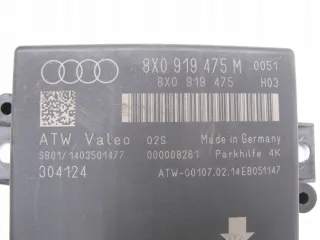 8X0 919 475 M 0051
8X0 919 475 H03
ATW Valeo 02S Made in Germany
SB01/1403501477 000008261 Parkhilfe 4K
304124 ATW-00107.02.14E8051147